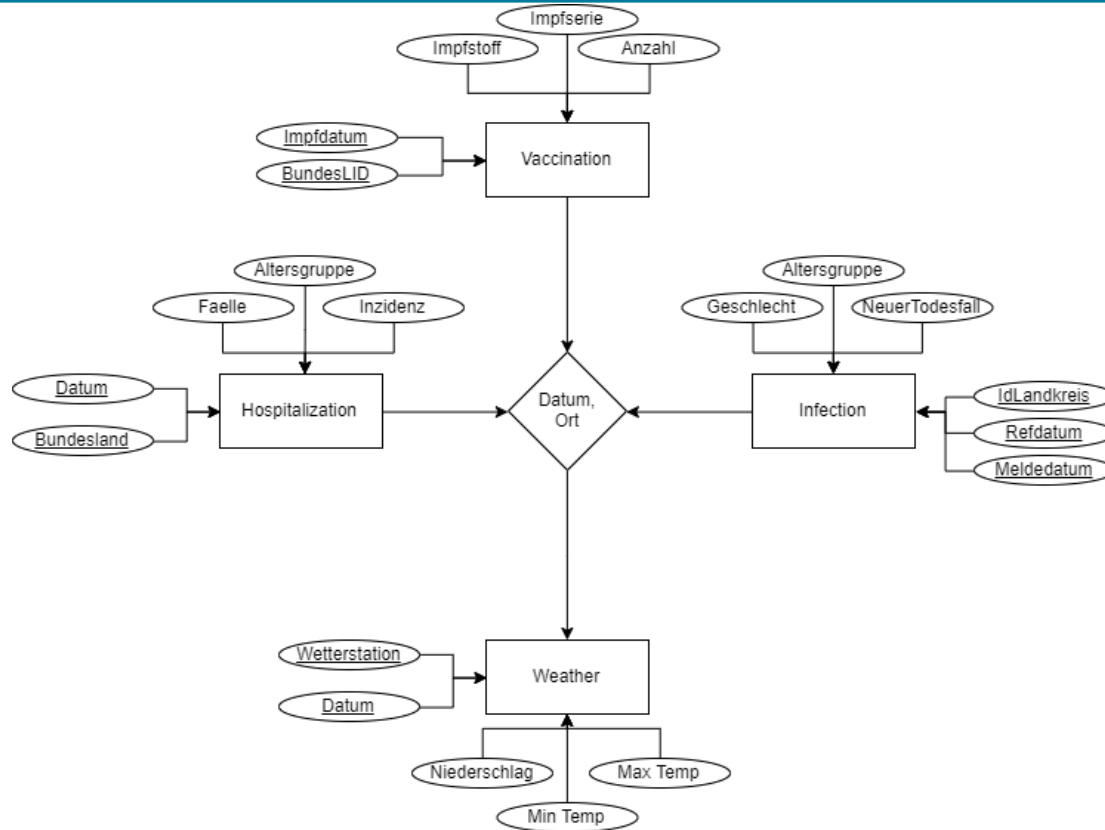 Impfserie
Impfstoff
Anzahl
Impfdatum
BundesLID
Vaccination
Altersgruppe
Faelle
Inzidenz
Datum
Bundesland
Hospitalization
Datum,
Ort
Altersgruppe
Geschlecht
NeuerTodesfall
Infection
IdLandkreis
Refdatum
Meldedatum
Wetterstation
Datum
Weather
Niederschlag
Max Temp
Min Temp